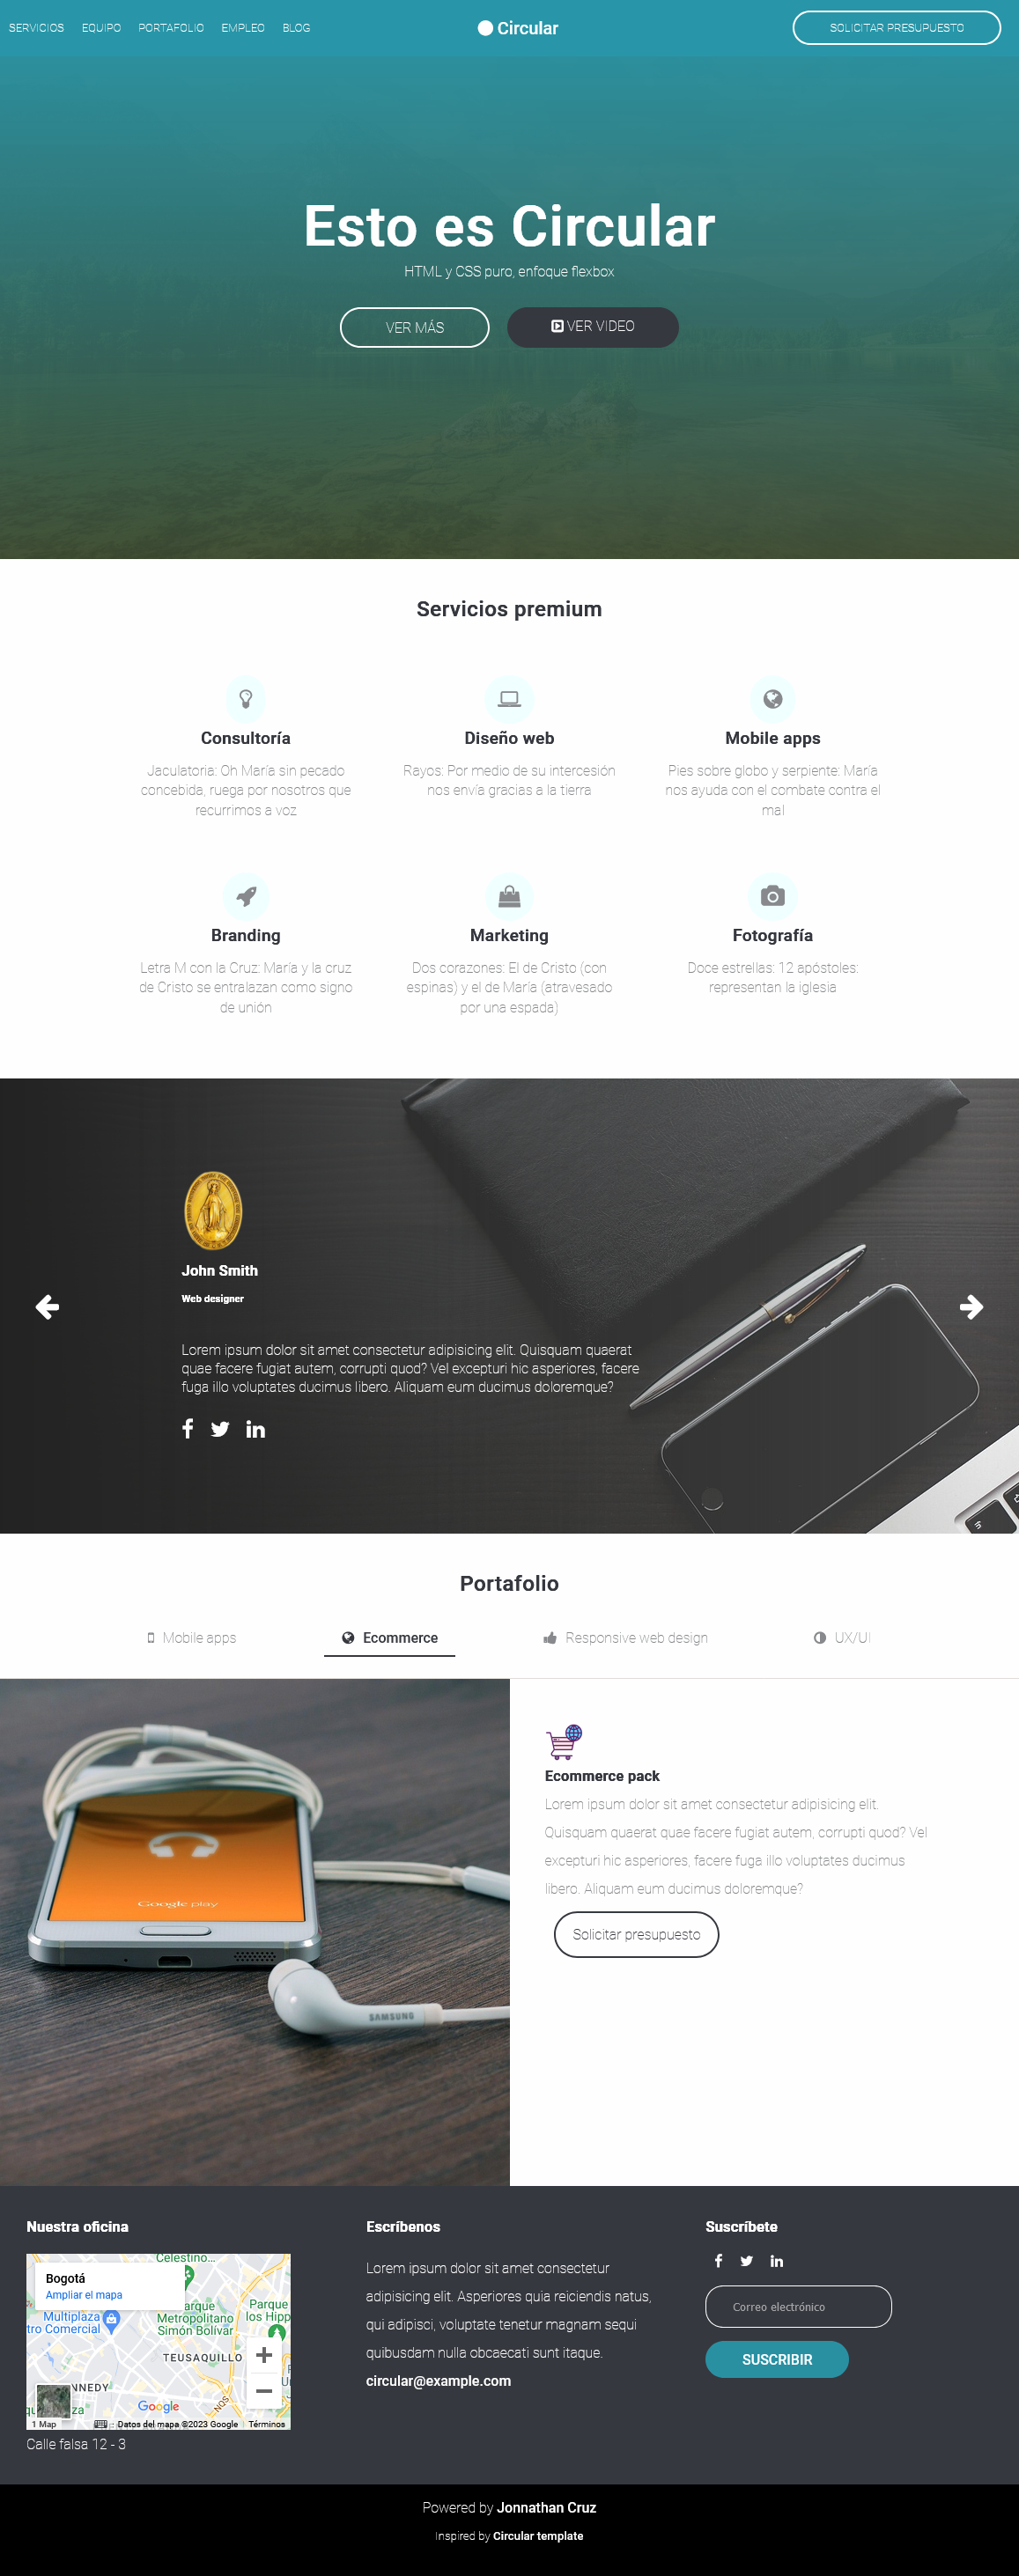 SERVICIOS EQUIPO PORTAFOLIO EMPLEO BLOG
Circular
SOLICITAR PRESUPUESTO
Esto es Circular
HTML y CSS puro, enfoque flexbox
VER MÁS
VER VIDEO
Servicios premium
Consultoría
Jaculatoria: Oh María sin pecado
concebida, ruega por nosotros que
recurrimos a voz
Diseño web
Rayos: Por medio de su intercesión
nos envía gracias a la tierra
Mobile apps
Pies sobre globo y serpiente: María
nos ayuda con el combate contra el
mal
Branding
Letra M con la Cruz: María y la cruz
de Cristo se entralazan como signo
de unión
Marketing
Dos corazones: El de Cristo (con
espinas) y el de María (atravesado
por una espada)
Fotografía
Doce estrellas: 12 apóstoles:
representan la iglesia
John Smith
Web designer
Lorem ipsum dolor sit amet consectetur adipisicing elit. Quisquam quaerat
quae facere fugiat autem, corrupti quod? Vel excepturi hic asperiores, facere
fuga illo voluptates ducimus libero. Aliquam eum ducimus doloremque?
Portafolio
Mobile apps
Ecommerce
Responsive web design
UX/UI
Google play
SAMSUNG
Ecommerce pack
Lorem ipsum dolor sit amet consectetur adipisicing elit.
Quisquam quaerat quae facere fugiat autem, corrupti quod? Vel
excepturi hic asperiores, facere fuga illo voluptates ducimus
libero. Aliquam eum ducimus doloremque?
Solicitar presupuesto
Nuestra oficina
Celestino...
Bogotá
Ampliar el mapa
Multiplaza
tro Comercial
Parque
Metropolitano
Simón Bolívar
Parque
los Hipp
TEUSAQUILLO
NNEDY
NQS
Google
1 Map
Datos del mapa ©2023 Google
Términos
Calle falsa 12 - 3
Escríbenos
Lorem ipsum dolor sit amet consectetur
adipisicing elit. Asperiores quia reiciendis natus,
qui adipisci, voluptate tenetur magnam sequi
quibusdam nulla obcaecati sunt itaque.
circular@example.com
Suscríbete
Correo electrónico
SUSCRIBIR
Powered by Jonnathan Cruz
Inspired by Circular template